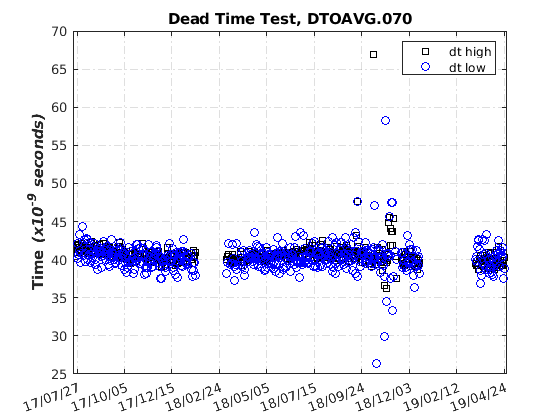 Dead Time Test, DTOAVG.070
70
65
60
55
50
45
40
35
30
25
Time (x10⁻⁹ seconds)
dt high
dt low
17/07/27 17/10/05 17/12/15 18/02/24 18/05/05 18/07/15 18/09/24 18/12/03 19/02/12 19/04/24